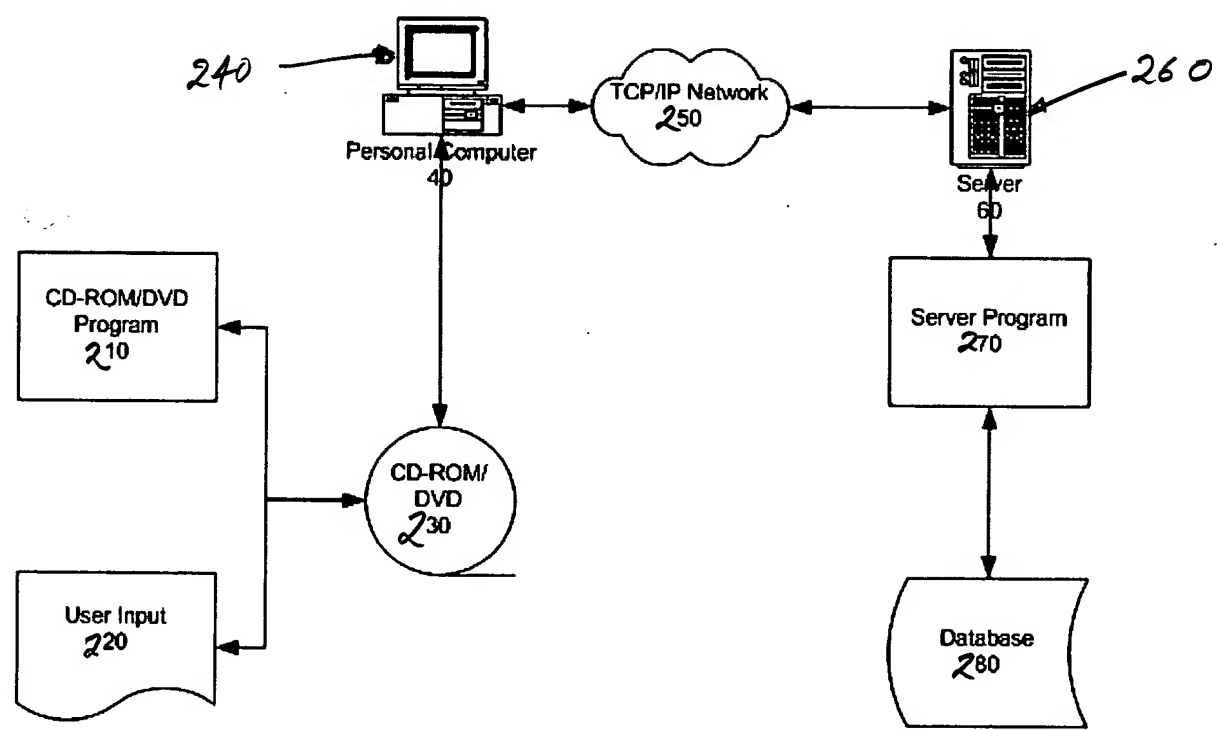 240
TCP/IP Network
250
260
Personal Computer
40
Server
60
CD-ROM/DVD
Program
210
Server Program
270
CD-ROM/
DVD
230
User Input
220
Database
280